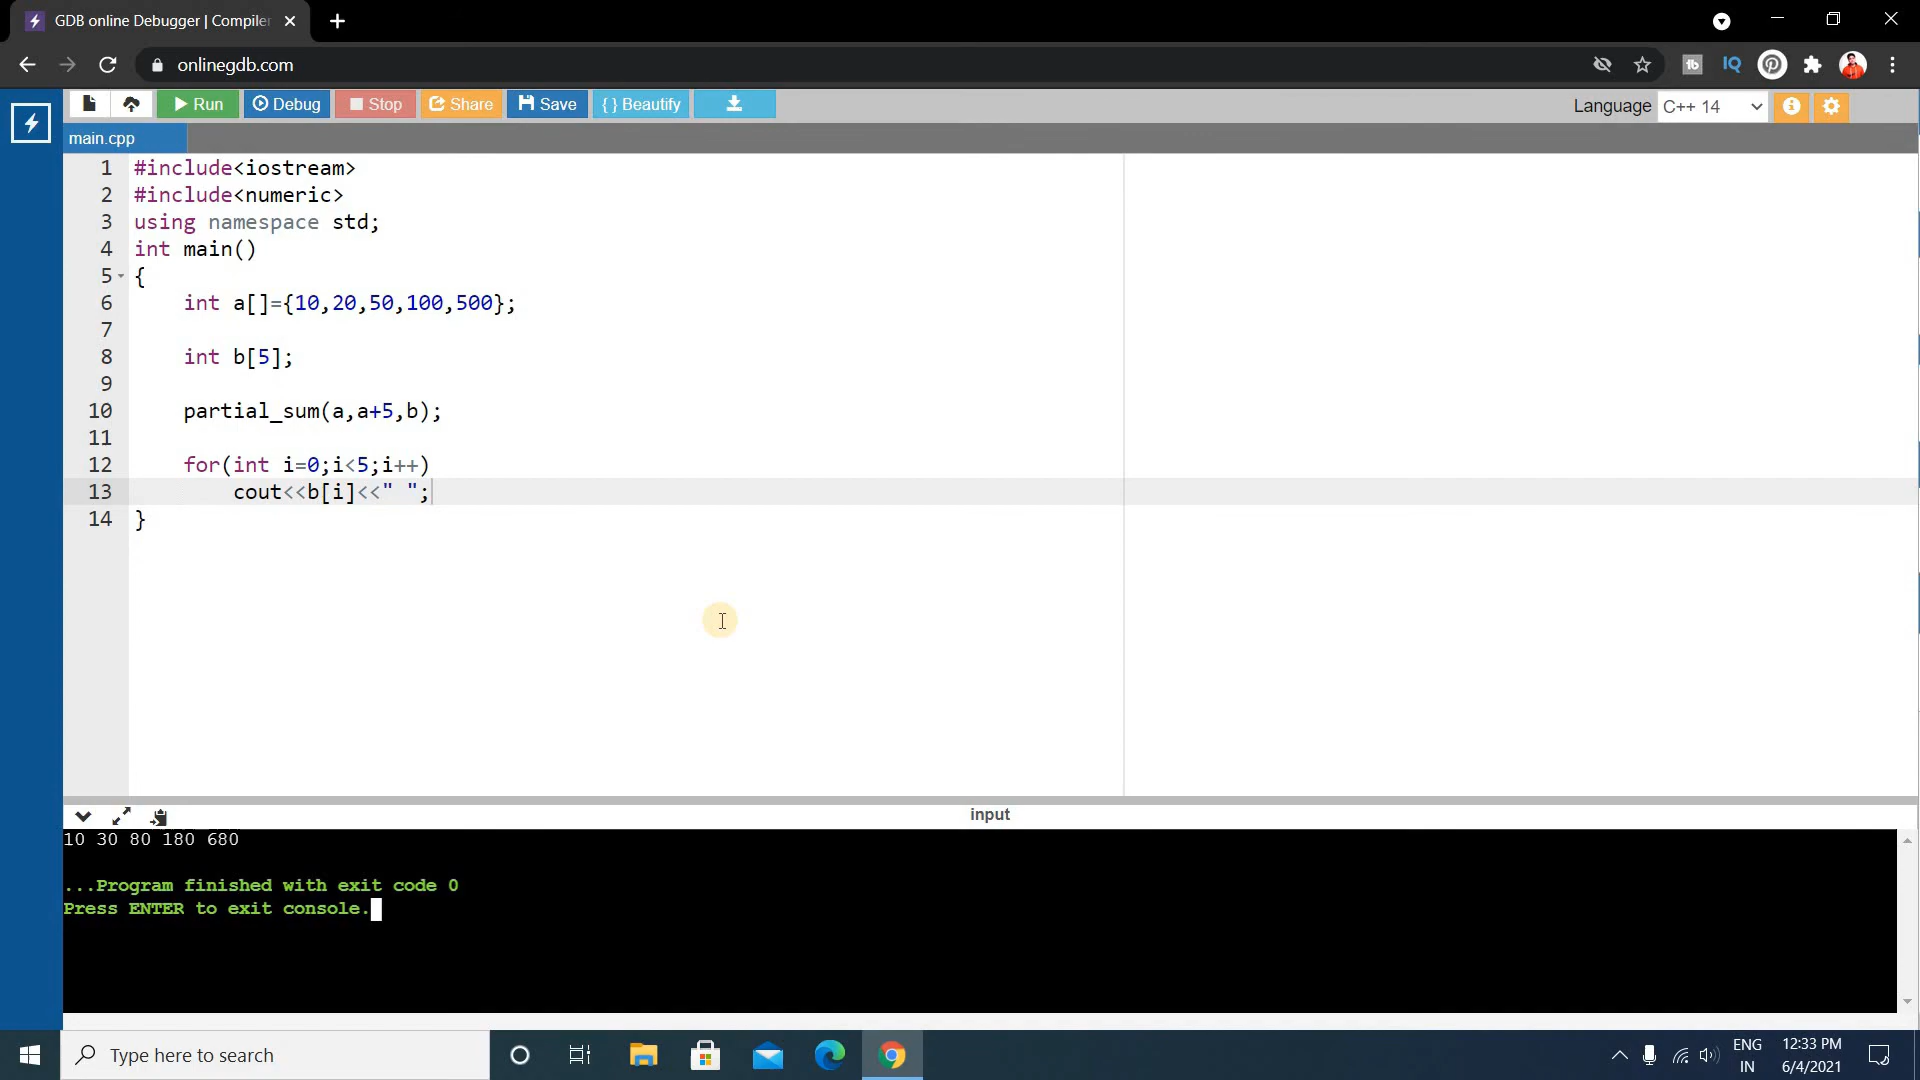 GDB online Debugger | Compiler
onlinegdb.com
IQ
Run Debug Stop Share Save { } Beautify Language C++ 14
main.cpp
1 #include<iostream>
2 #include<numeric>
3 using namespace std;
4 int main()
5 {
6 int a[]={10,20,50,100,500};
7
8 int b[5];
9
10 partial_sum(a,a+5,b);
11
12 for(int i=0;i<5;i++)
13 cout<<b[i]<<" ";
14 }
input
10 30 80 180 680
...Program finished with exit code 0
Press ENTER to exit console.
Type here to search
ENG 12:33 PM
IN 6/4/2021